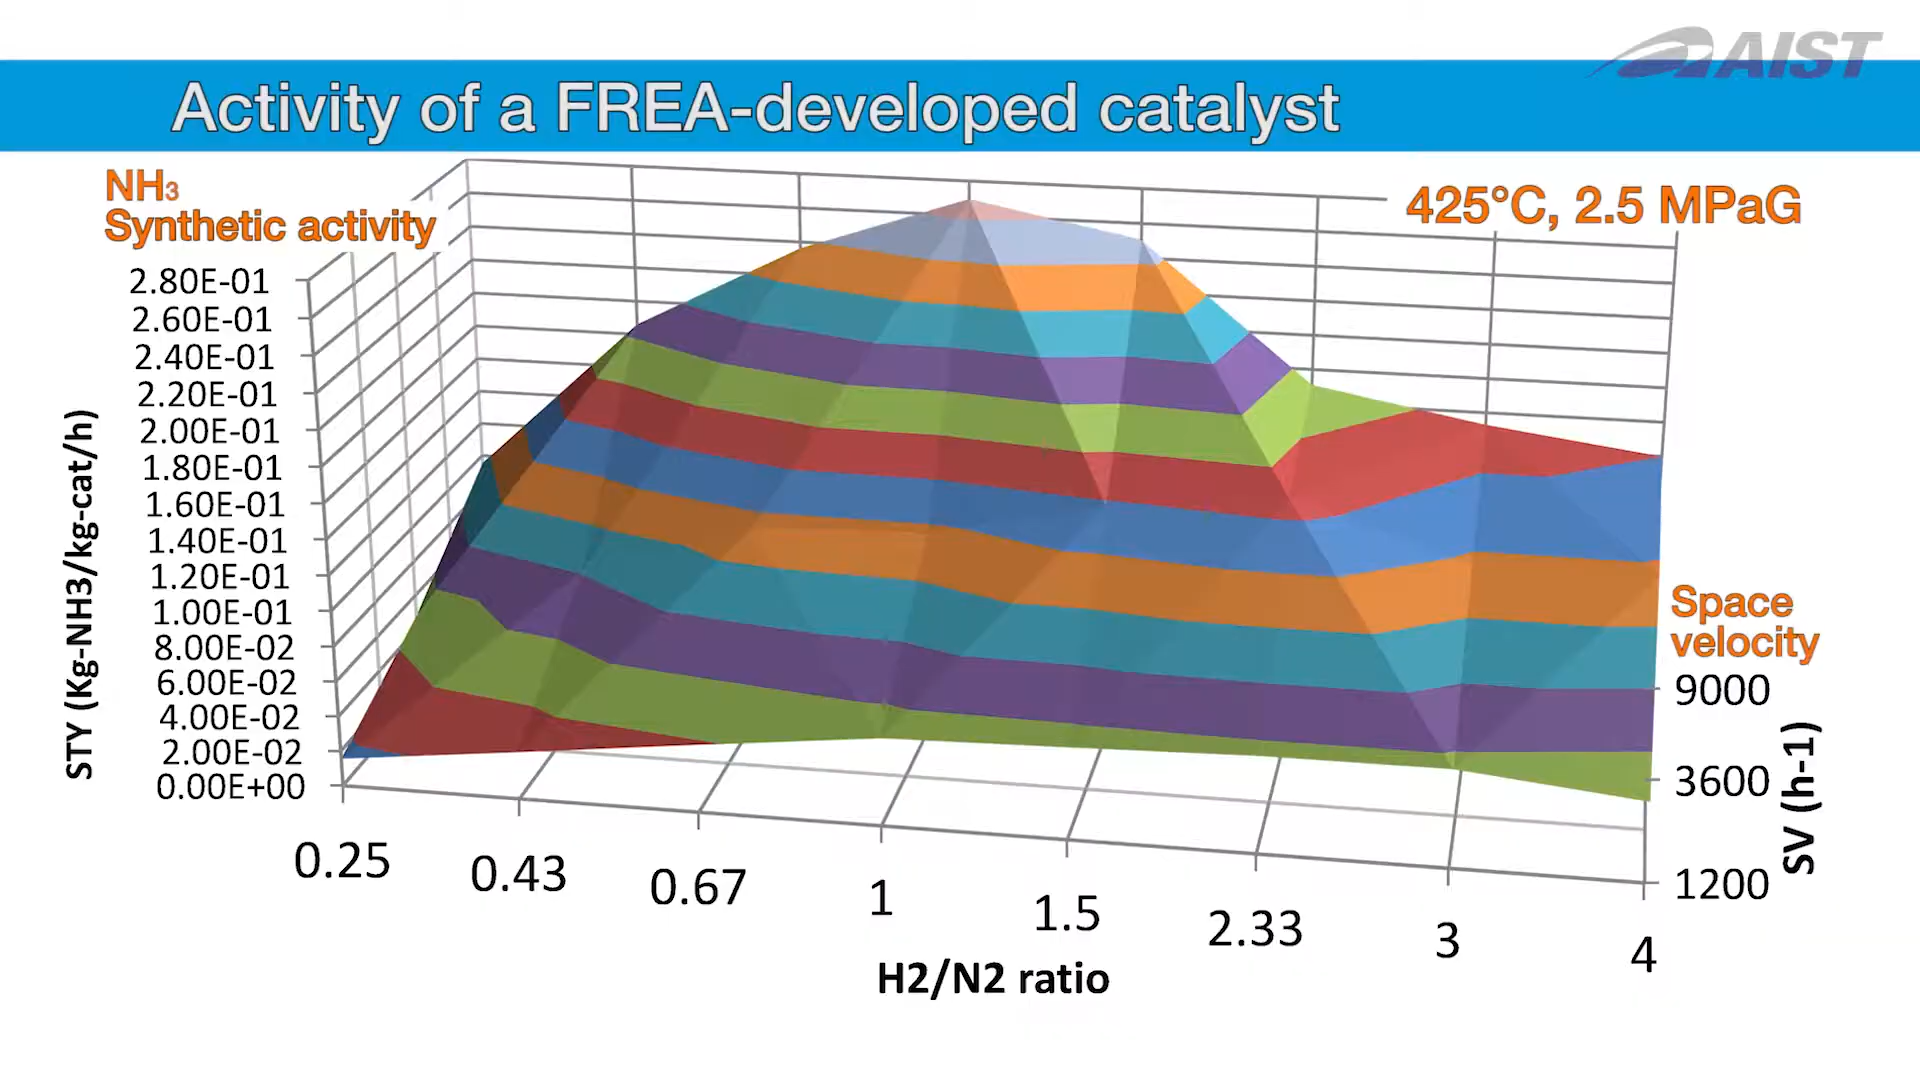 AIST
Activity of a FREA-developed catalyst
NH3
Synthetic activity
425°C, 2.5 MPaG
2.80E-01
2.60E-01
2.40E-01
2.20E-01
2.00E-01
1.80E-01
1.60E-01
1.40E-01
1.20E-01
1.00E-01
8.00E-02
6.00E-02
4.00E-02
2.00E-02
0.00E+00
STY (Kg-NH3/kg-cat/h)
Space
velocity
9000
3600
1200
SV (h-1)
0.25
0.43
0.67
1
1.5
2.33
3
4
H2/N2 ratio